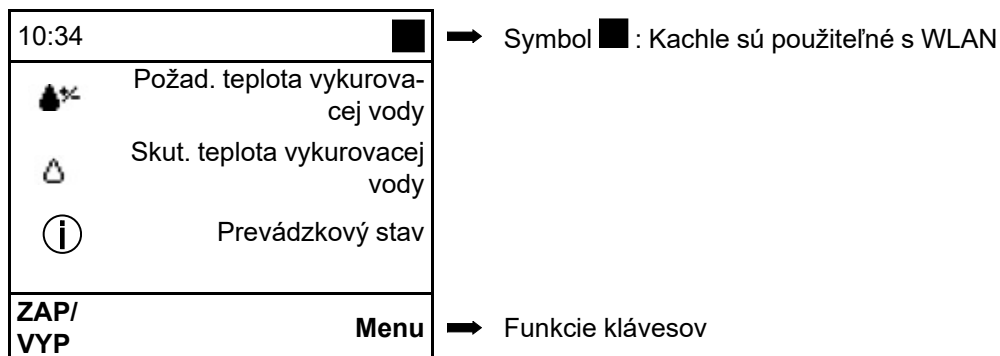 10:34
Symbol : Kachle sú použiteľné s WLAN
Požad. teplota vykurova-
cej vody
Skut. teplota vykurovacej
vody
Prevádzkový stav
ZAP/
VYP
Menu
Funkcie klávesov